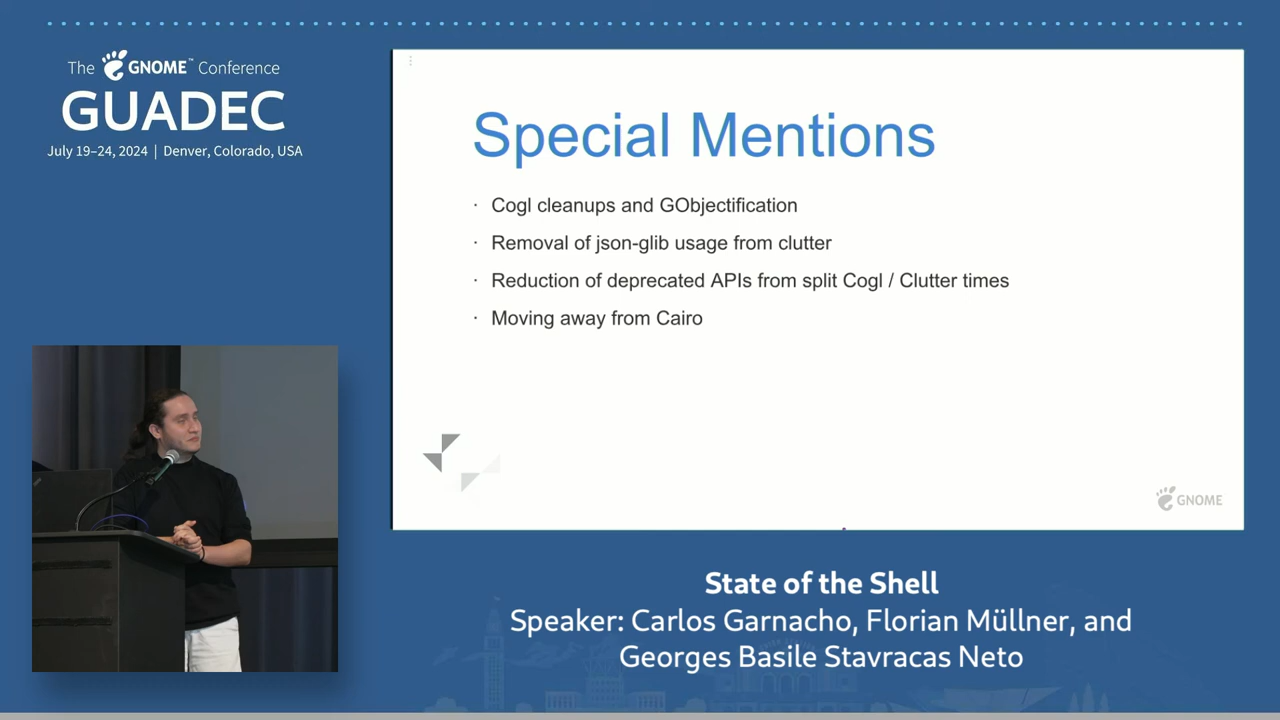 The GNOME™ Conference
GUADEC
July 19–24, 2024 | Denver, Colorado, USA
Special Mentions
· Cogl cleanups and GObjectification
· Removal of json-glib usage from clutter
· Reduction of deprecated APIs from split Cogl / Clutter times
· Moving away from Cairo
GNOME
State of the Shell
Speaker: Carlos Garnacho, Florian Müllner, and
Georges Basile Stavracas Neto